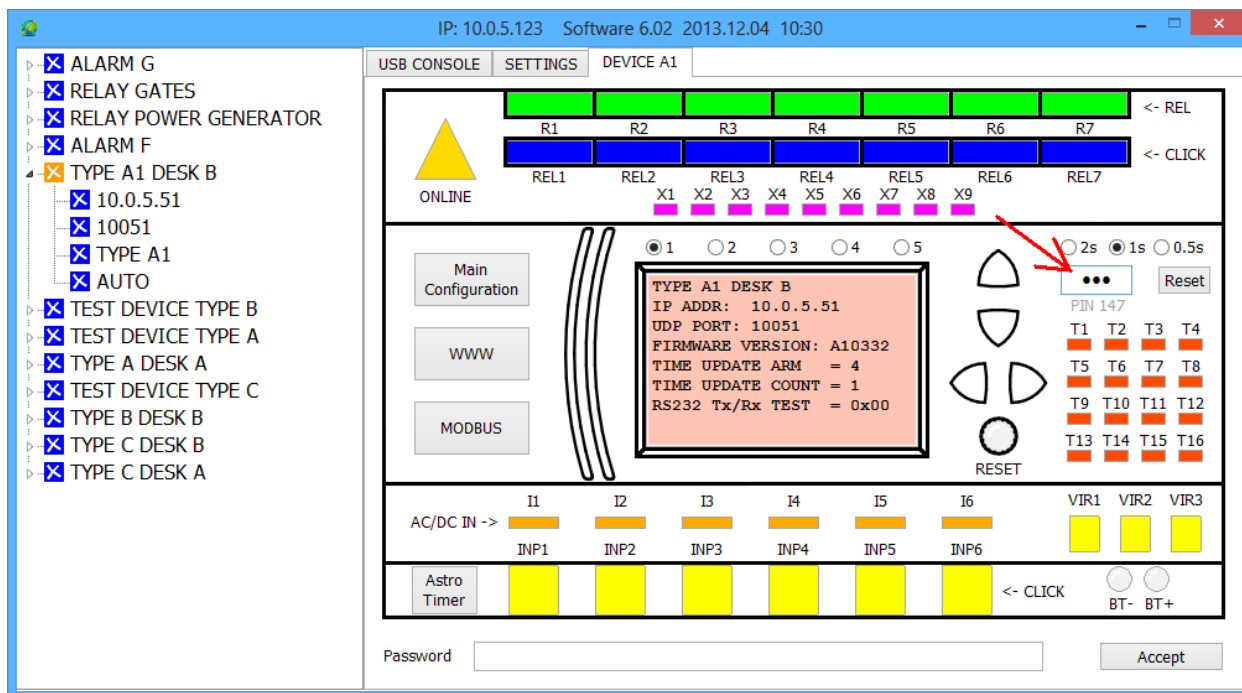 IP: 10.0.5.123 Software 6.02 2013.12.04 10:30
ALARM G
RELAY GATES
RELAY POWER GENERATOR
ALARM F
TYPE A1 DESK B
10.0.5.51
10051
TYPE A1
AUTO
TEST DEVICE TYPE B
TEST DEVICE TYPE A
TYPE A DESK A
TEST DEVICE TYPE C
TYPE B DESK B
TYPE C DESK B
TYPE C DESK A
USB CONSOLE SETTINGS DEVICE A1
<- REL
R1 R2 R3 R4 R5 R6 R7
<- CLICK
REL1 REL2 REL3 REL4 REL5 REL6 REL7
ONLINE
X1 X2 X3 X4 X5 X6 X7 X8 X9
1 2 3 4 5
2s 1s 0.5s
Main
Configuration
WWW
MODBUS
TYPE A1 DESK B
IP ADDR: 10.0.5.51
UDP PORT: 10051
FIRMWARE VERSION: A10332
TIME UPDATE ARM = 4
TIME UPDATE COUNT = 1
RS232 Tx/Rx TEST = 0x00
RESET
••• Reset
PIN 147
T1 T2 T3 T4
T5 T6 T7 T8
T9 T10 T11 T12
T13 T14 T15 T16
I1 I2 I3 I4 I5 I6
AC/DC IN ->
INP1 INP2 INP3 INP4 INP5 INP6
VIR1 VIR2 VIR3
Astro
Timer
<- CLICK
BT- BT+
Password
Accept